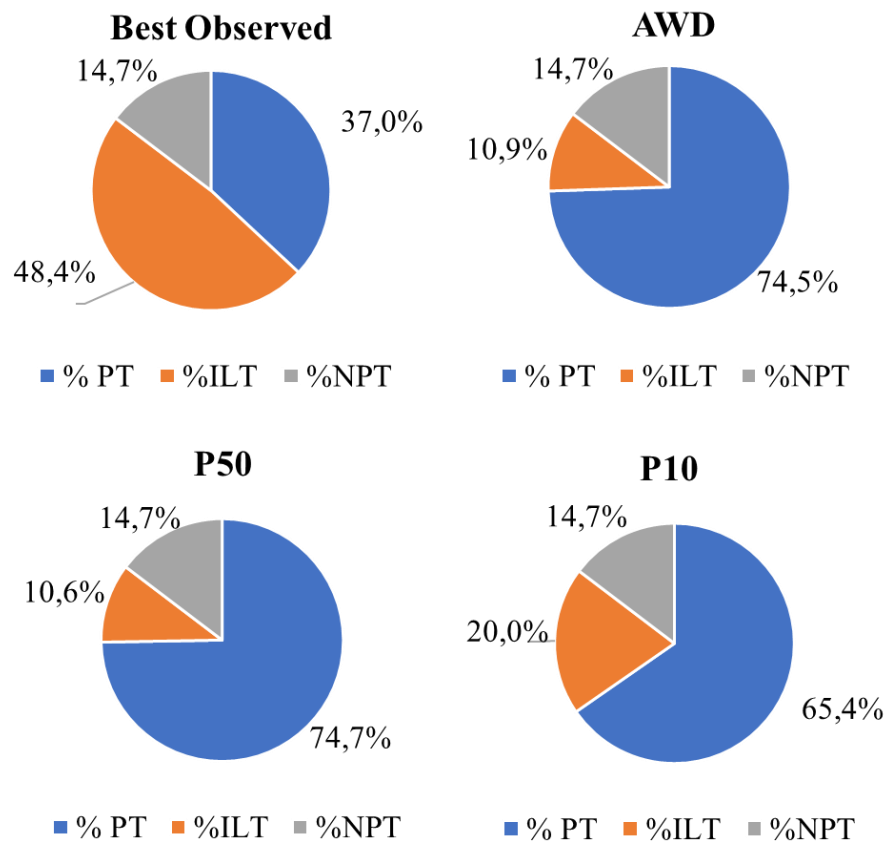 Best Observed
14,7%
37,0%
48,4%
% PT %ILT %NPT
AWD
14,7%
10,9%
74,5%
% PT %ILT %NPT
P50
14,7%
10,6%
74,7%
% PT %ILT %NPT
P10
14,7%
20,0%
65,4%
% PT %ILT %NPT